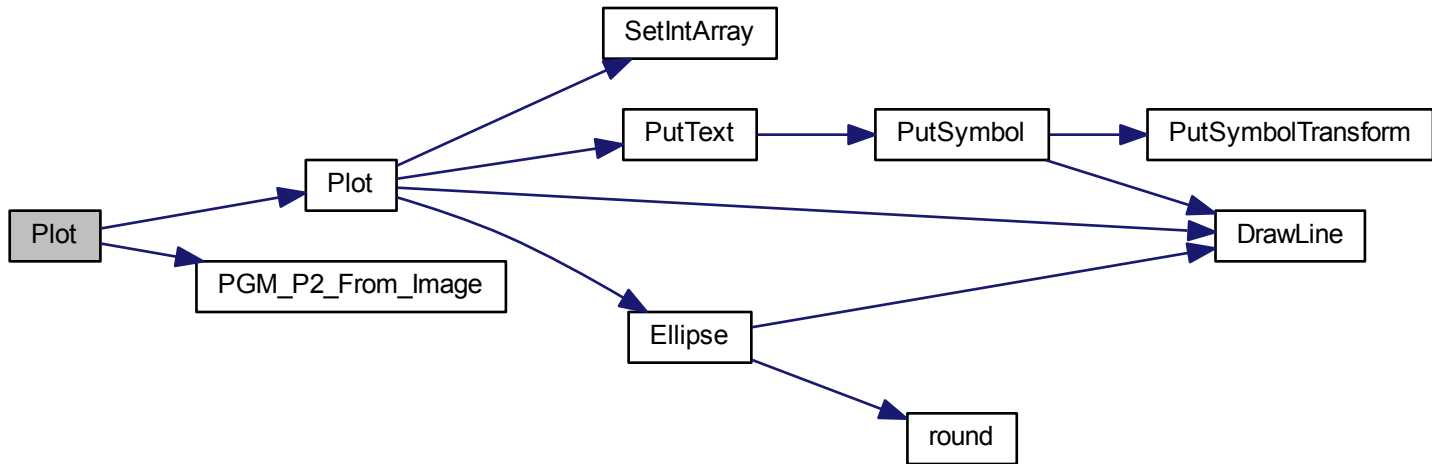 SetIntArray
PutText
PutSymbol
PutSymbolTransform
Plot
Plot
DrawLine
PGM_P2_From_Image
Ellipse
round